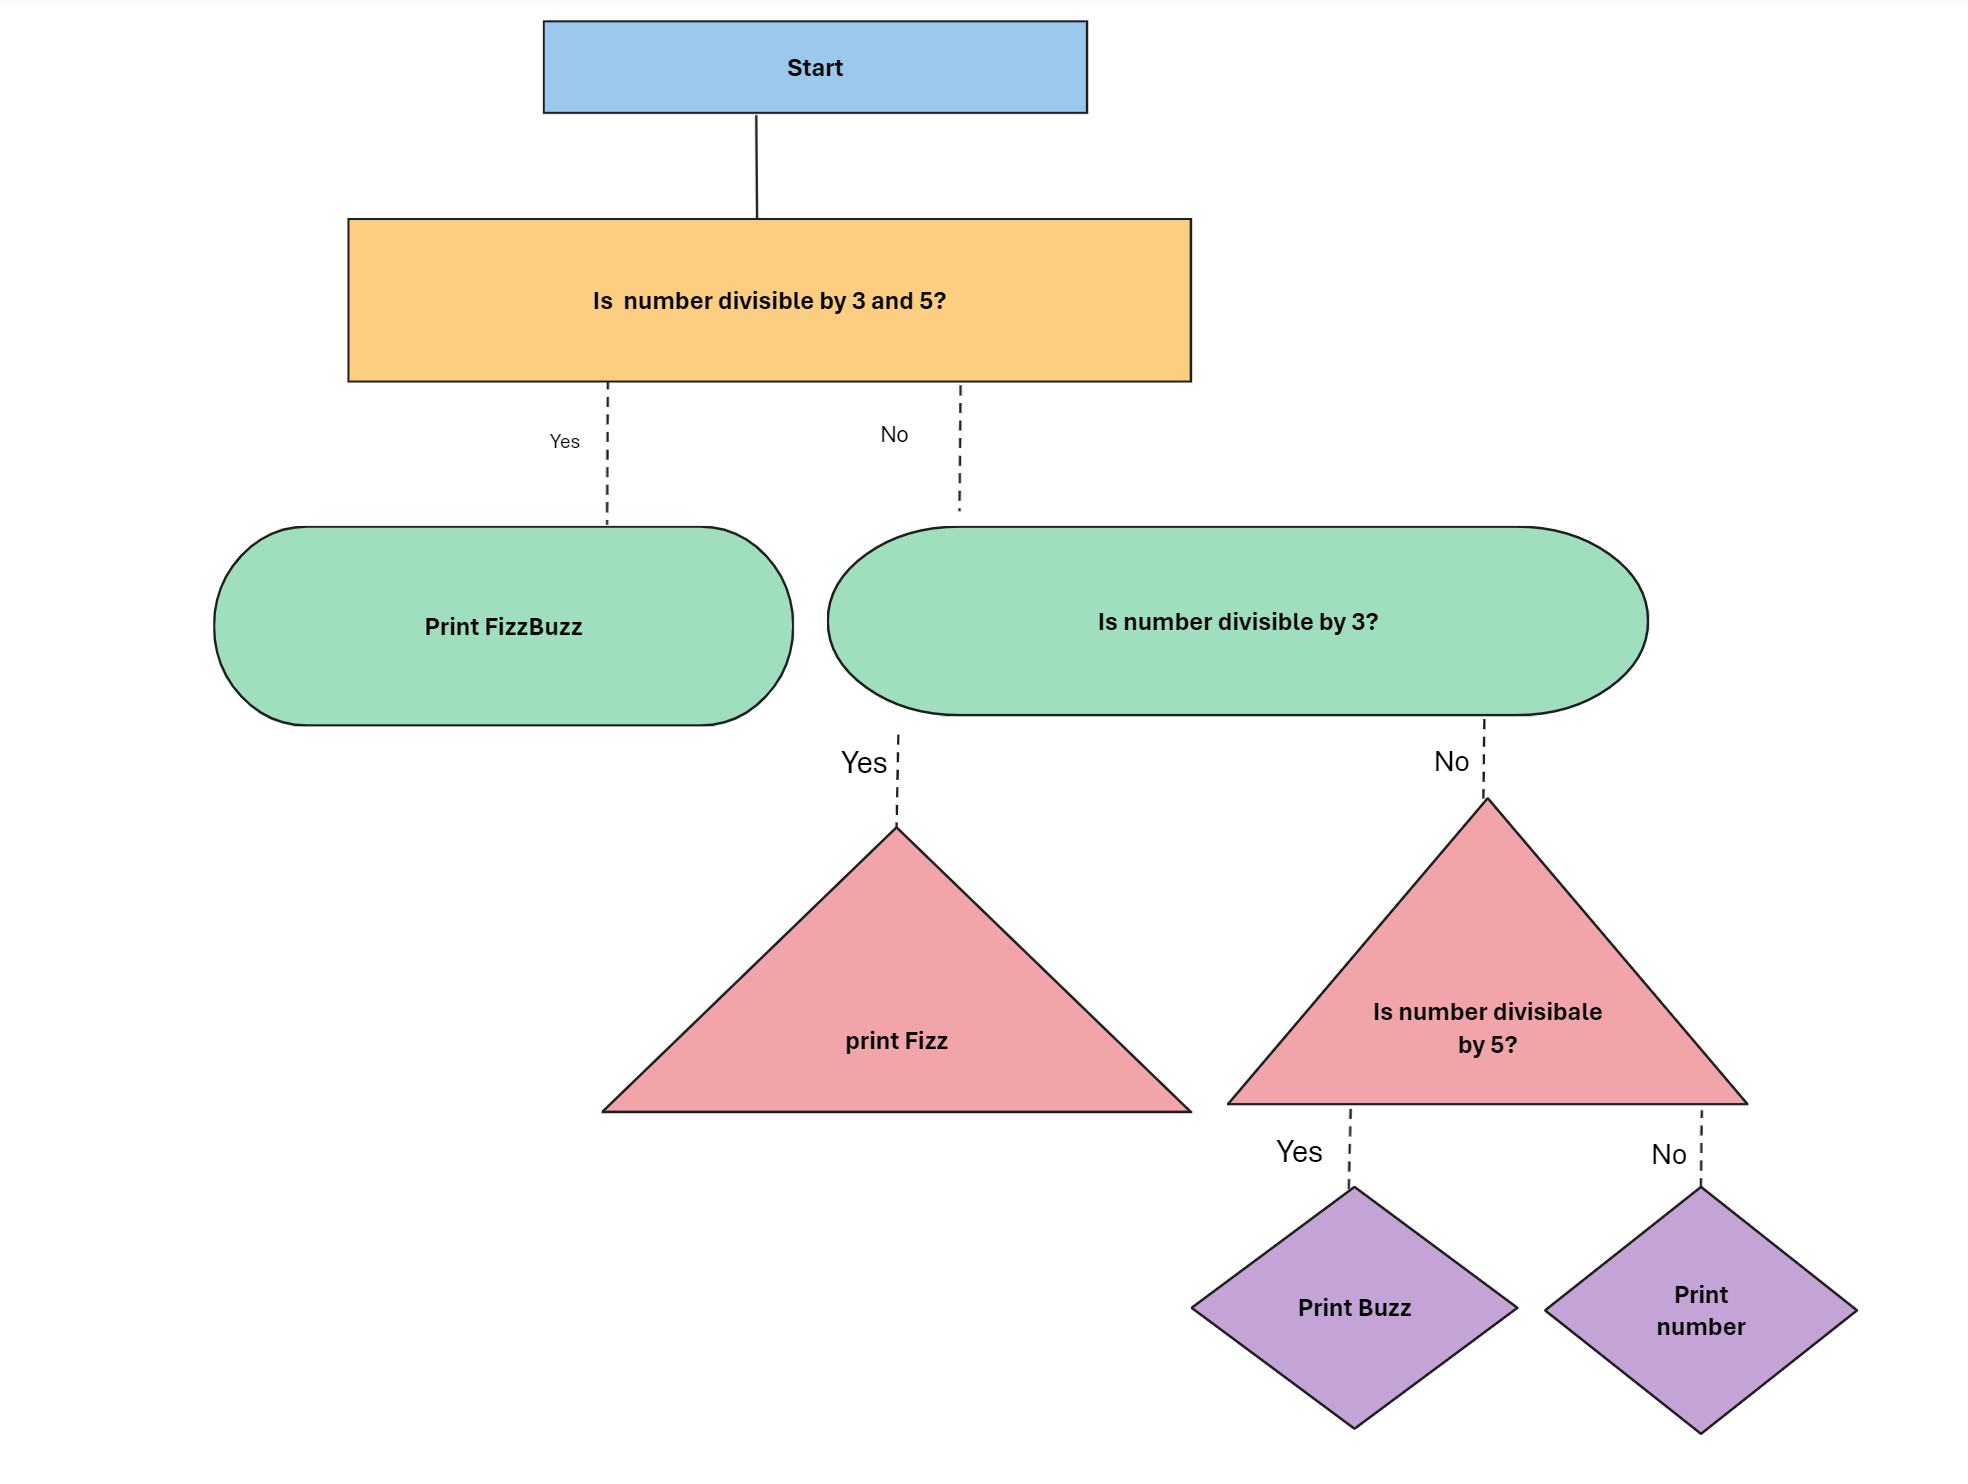 Start
Is  number divisible by 3 and 5?
Yes
No
Print FizzBuzz
Is number divisible by 3?
Yes
No
print Fizz
Is number divisibale
by 5?
Yes
No
Print Buzz
Print
number